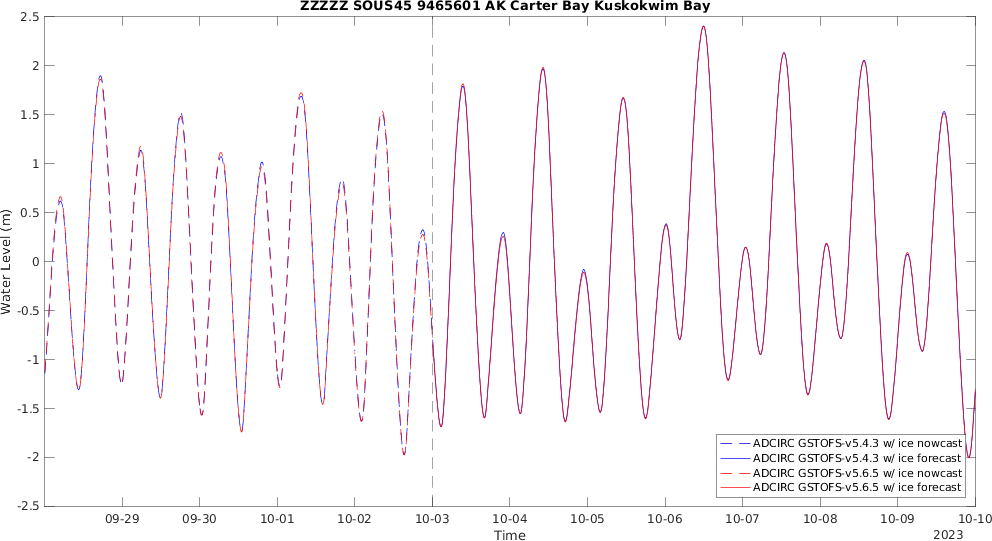 ZZZZZ SOUS45 9465601 AK Carter Bay Kuskokwim Bay
2.5
2
1.5
1
0.5
0
-0.5
-1
-1.5
-2
-2.5
Water Level (m)
ADCIRC GSTOFS-v5.4.3 w/ ice nowcast
ADCIRC GSTOFS-v5.4.3 w/ ice forecast
ADCIRC GSTOFS-v5.6.5 w/ ice nowcast
ADCIRC GSTOFS-v5.6.5 w/ ice forecast
09-29 09-30 10-01 10-02 10-03 10-04 10-05 10-06 10-07 10-08 10-09 10-10
Time 2023